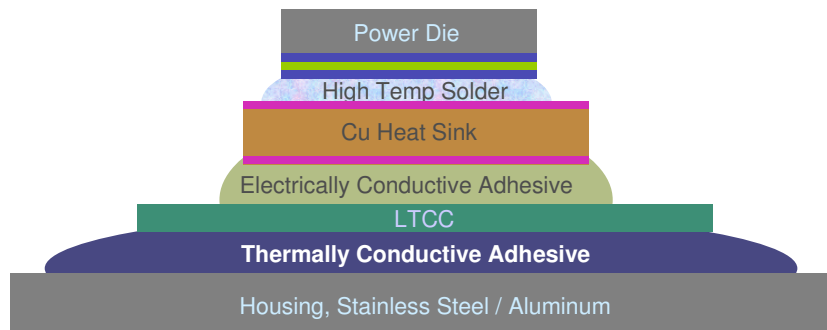 Power Die
High Temp Solder
Cu Heat Sink
Electrically Conductive Adhesive
LTCC
Thermally Conductive Adhesive
Housing, Stainless Steel / Aluminum